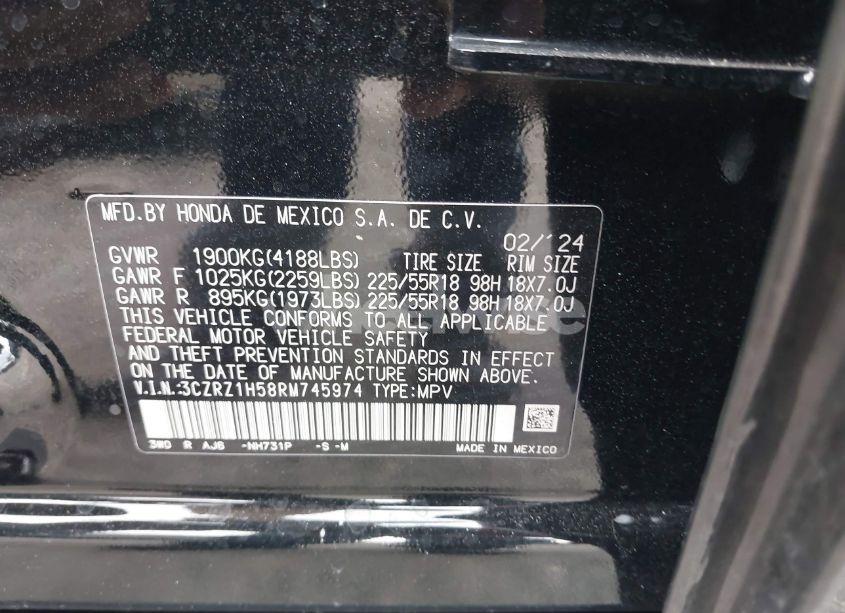 MFD.BY HONDA DE MEXICO S.A. DE C.V.
02/'24
GVWR 1900KG(4188LBS) TIRE SIZE RIM SIZE
GAWR F 1025KG(2259LBS) 225/55R18 98H 18X7.0J
GAWR R 895KG(1973LBS) 225/55R18 98H 18X7.0J
THIS VEHICLE CONFORMS TO ALL APPLICABLE
FEDERAL MOTOR VEHICLE SAFETY
AND THEFT PREVENTION STANDARDS IN EFFECT
ON THE DATE OF MANUFACTURE SHOWN ABOVE.
V.I.N.:3CZRZ1H58RM745974 TYPE:MPV
3WD R AJB -NH731P -S -M MADE IN MEXICO